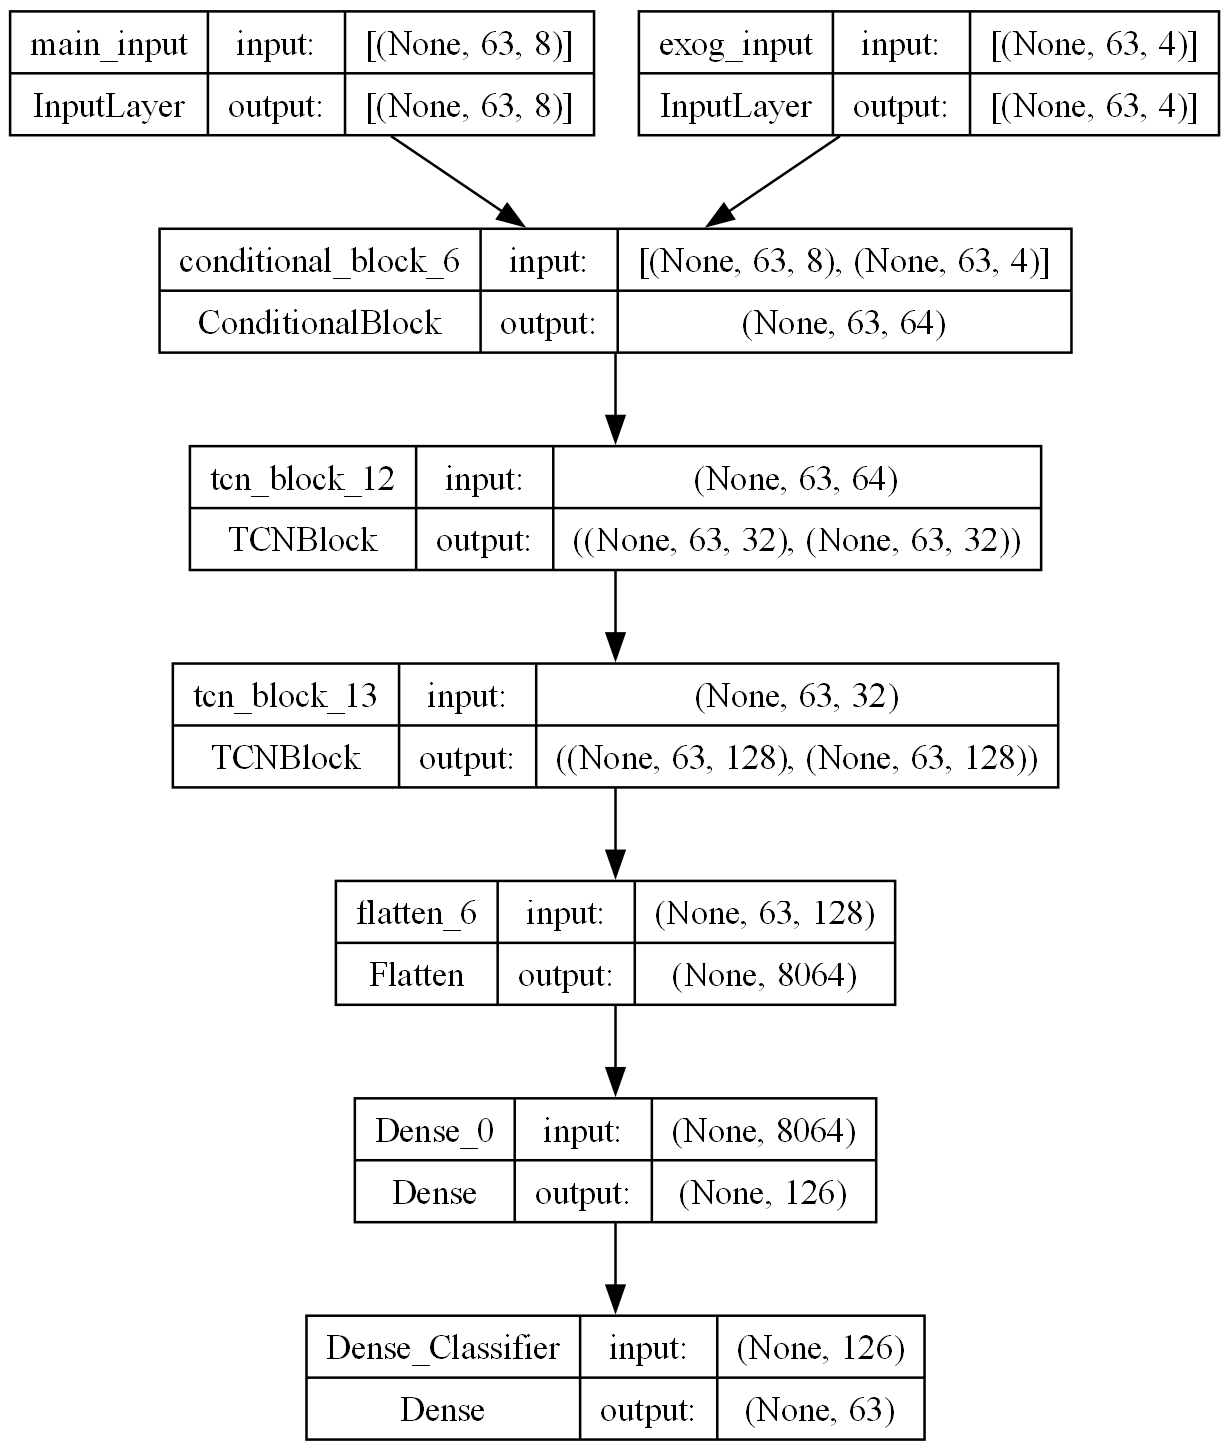 main_input input: [(None, 63, 8)]
InputLayer output: [(None, 63, 8)]
exog_input input: [(None, 63, 4)]
InputLayer output: [(None, 63, 4)]
conditional_block_6 input: [(None, 63, 8), (None, 63, 4)]
ConditionalBlock output: (None, 63, 64)
tcn_block_12 input: (None, 63, 64)
TCNBlock output: ((None, 63, 32), (None, 63, 32))
tcn_block_13 input: (None, 63, 32)
TCNBlock output: ((None, 63, 128), (None, 63, 128))
flatten_6 input: (None, 63, 128)
Flatten output: (None, 8064)
Dense_0 input: (None, 8064)
Dense output: (None, 126)
Dense_Classifier input: (None, 126)
Dense output: (None, 63)